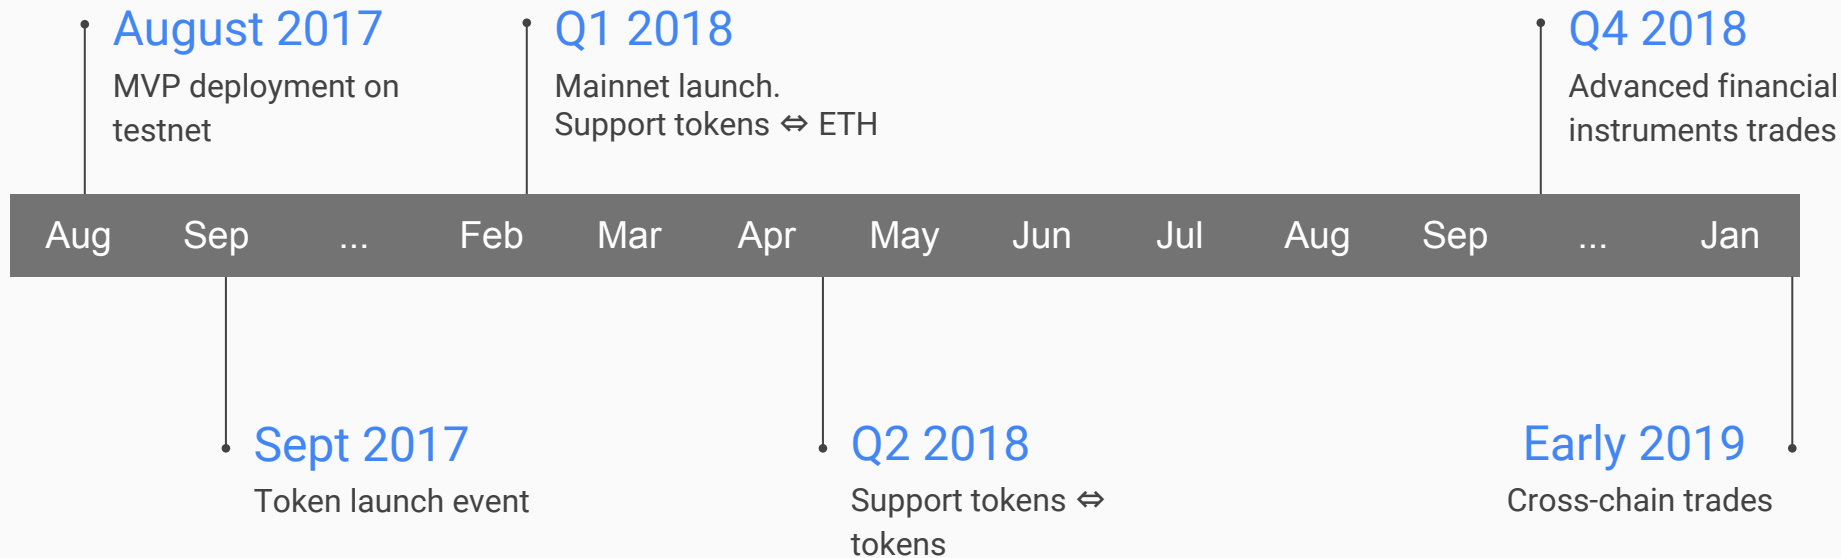 August 2017
MVP deployment on
testnet
Q1 2018
Mainnet launch.
Support tokens ⇔ ETH
Q4 2018
Advanced financial
instruments trades
Aug Sep ... Feb Mar Apr May Jun Jul Aug Sep ... Jan
Sept 2017
Token launch event
Q2 2018
Support tokens ⇔
tokens
Early 2019
Cross-chain trades